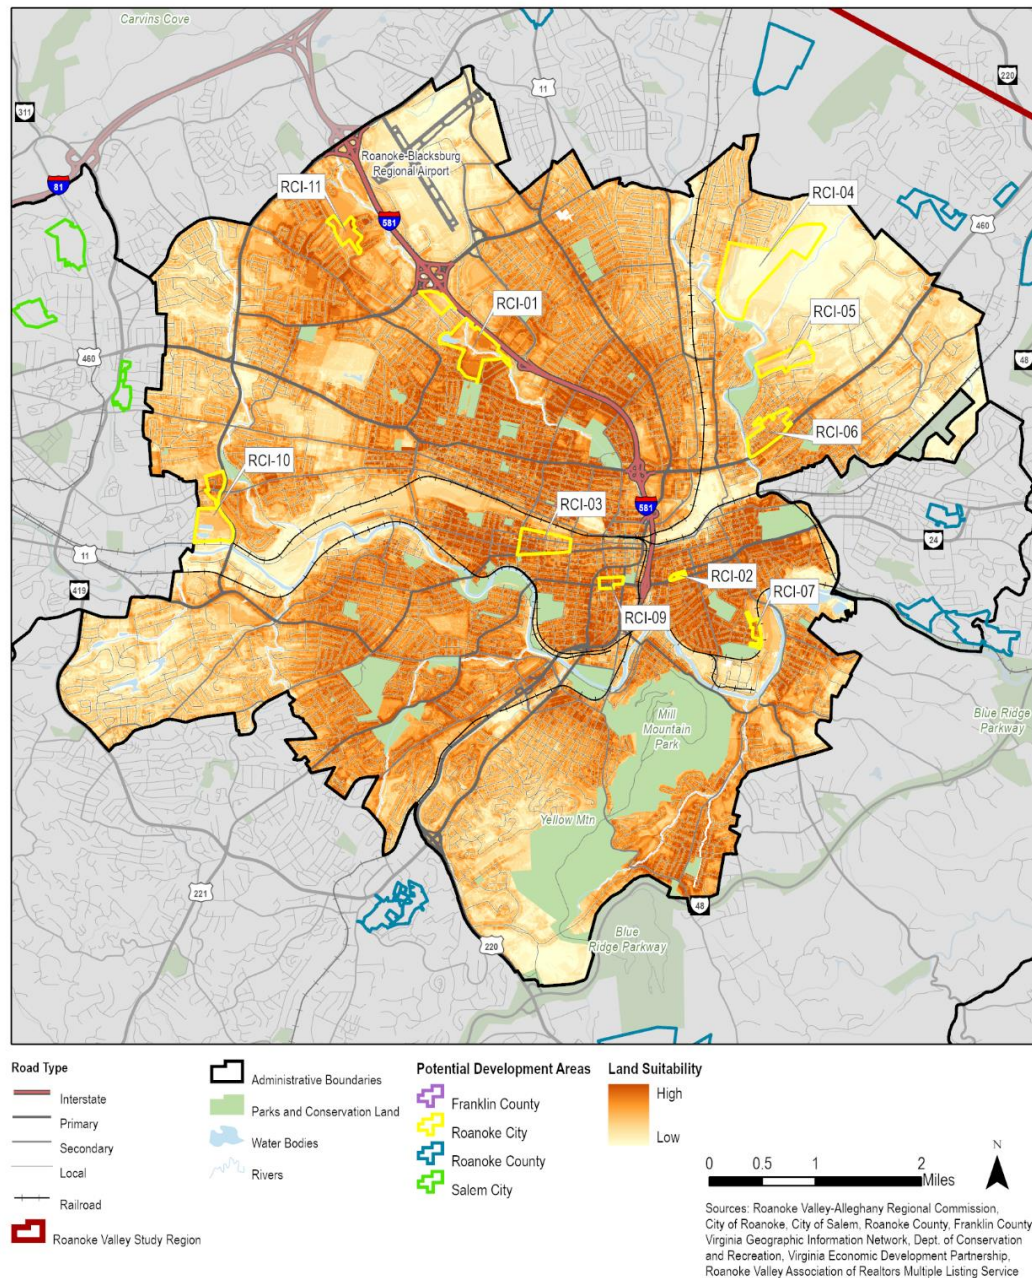 Carvins Cove
220
11
311
Roanoke-Blacksburg
Regional Airport
RCI-11
RCI-04
81
581
460
RCI-01
RCI-05
460
48
RCI-06
RCI-10
RCI-03
581
24
11
RCI-02
419
RCI-07
RCI-09
Mill
Mountain
Park
Blue Ridge
Parkway
Yellow Mtn
221
48
Blue
Ridge Parkway
220
Road Type
Interstate
Primary
Secondary
Local
Railroad
Roanoke Valley Study Region
Administrative Boundaries
Parks and Conservation Land
Water Bodies
Rivers
Potential Development Areas
Franklin County
Roanoke City
Roanoke County
Salem City
Land Suitability
High
Low
N
0 0.5 1 2
Miles
Sources: Roanoke Valley-Alleghany Regional Commission,
City of Roanoke, City of Salem, Roanoke County, Franklin County
Virginia Geographic Information Network, Dept. of Conservation
and Recreation, Virginia Economic Development Partnership,
Roanoke Valley Association of Realtors Multiple Listing Service